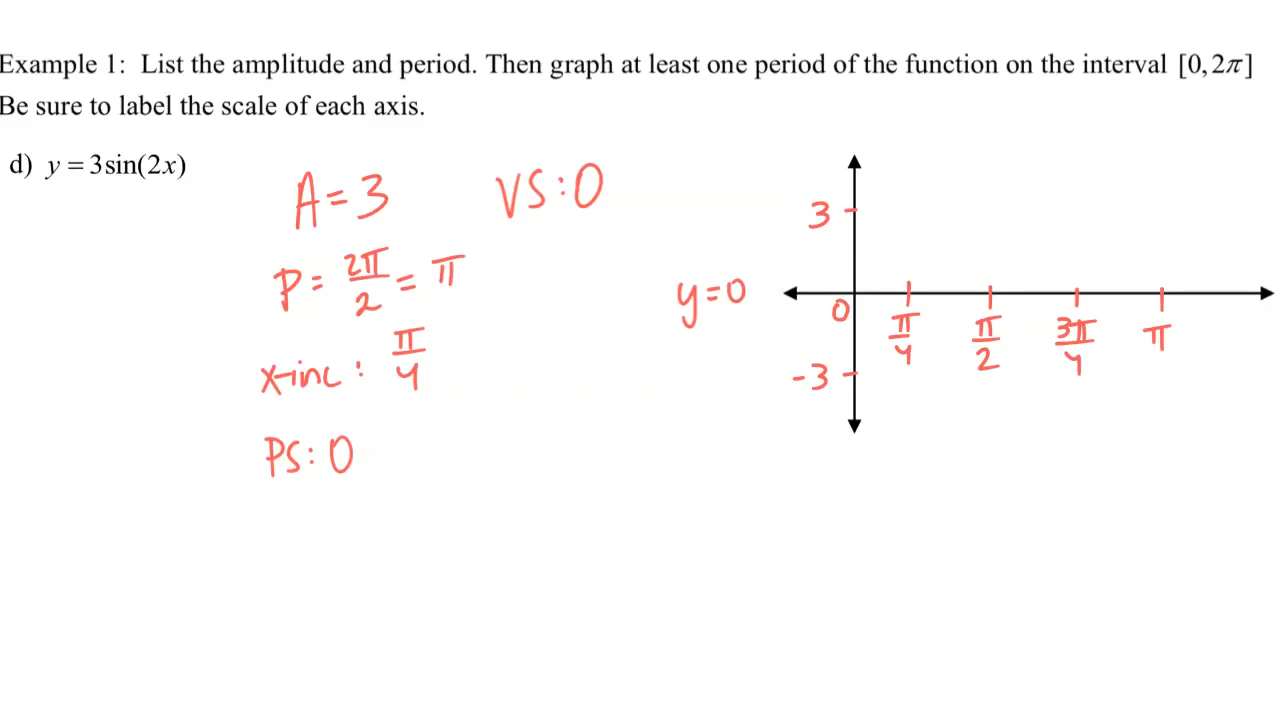 Example 1: List the amplitude and period. Then graph at least one period of the function on the interval [0, 2π]
Be sure to label the scale of each axis.
d) y = 3sin(2x)
A = 3
VS: 0
P = 2π/2 = π
x-inc: π/4
PS: 0
3
y=0
0
π/4
π/2
3π/4
π
-3